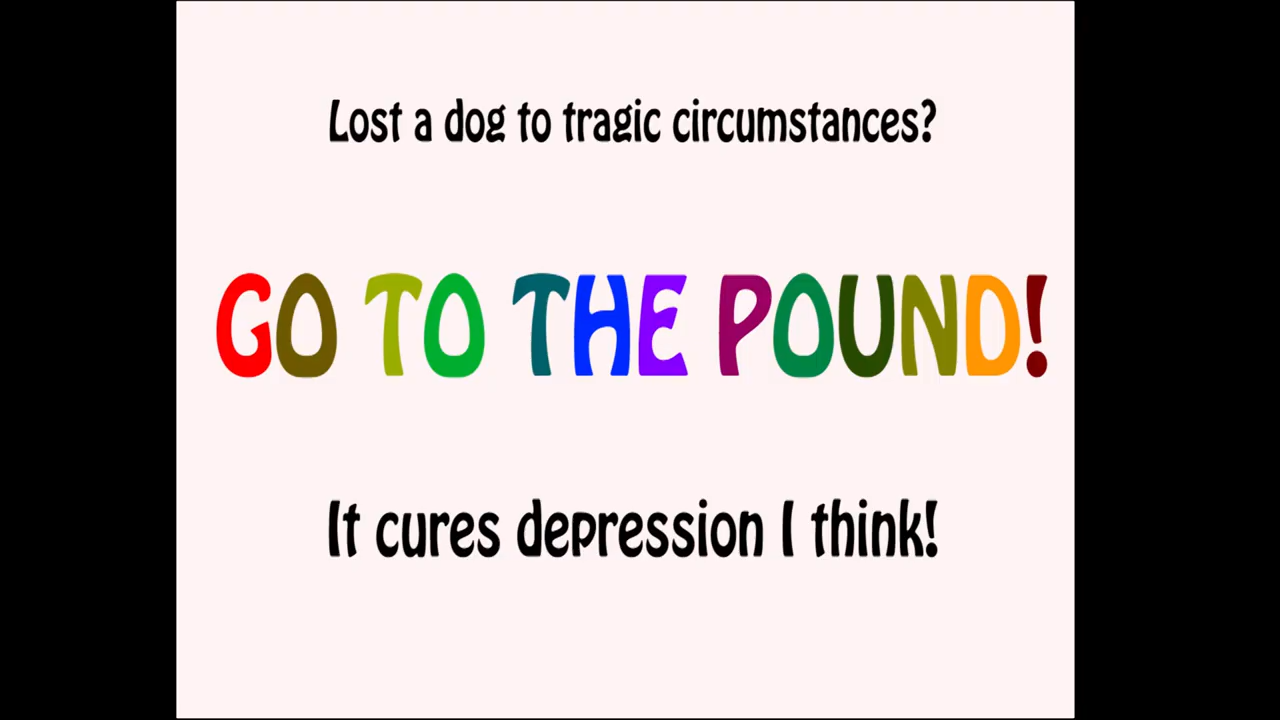 Lost a dog to tragic circumstances?
GO TO THE POUND!
It cures depression I think!